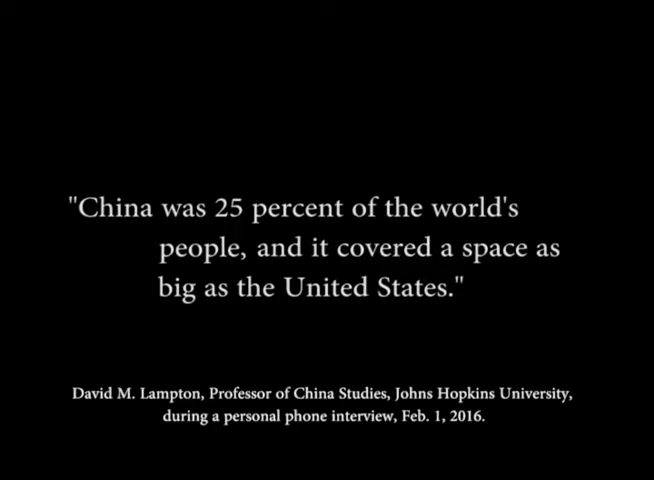 "China was 25 percent of the world's
people, and it covered a space as
big as the United States."
David M. Lampton, Professor of China Studies, Johns Hopkins University,
during a personal phone interview, Feb. 1, 2016.